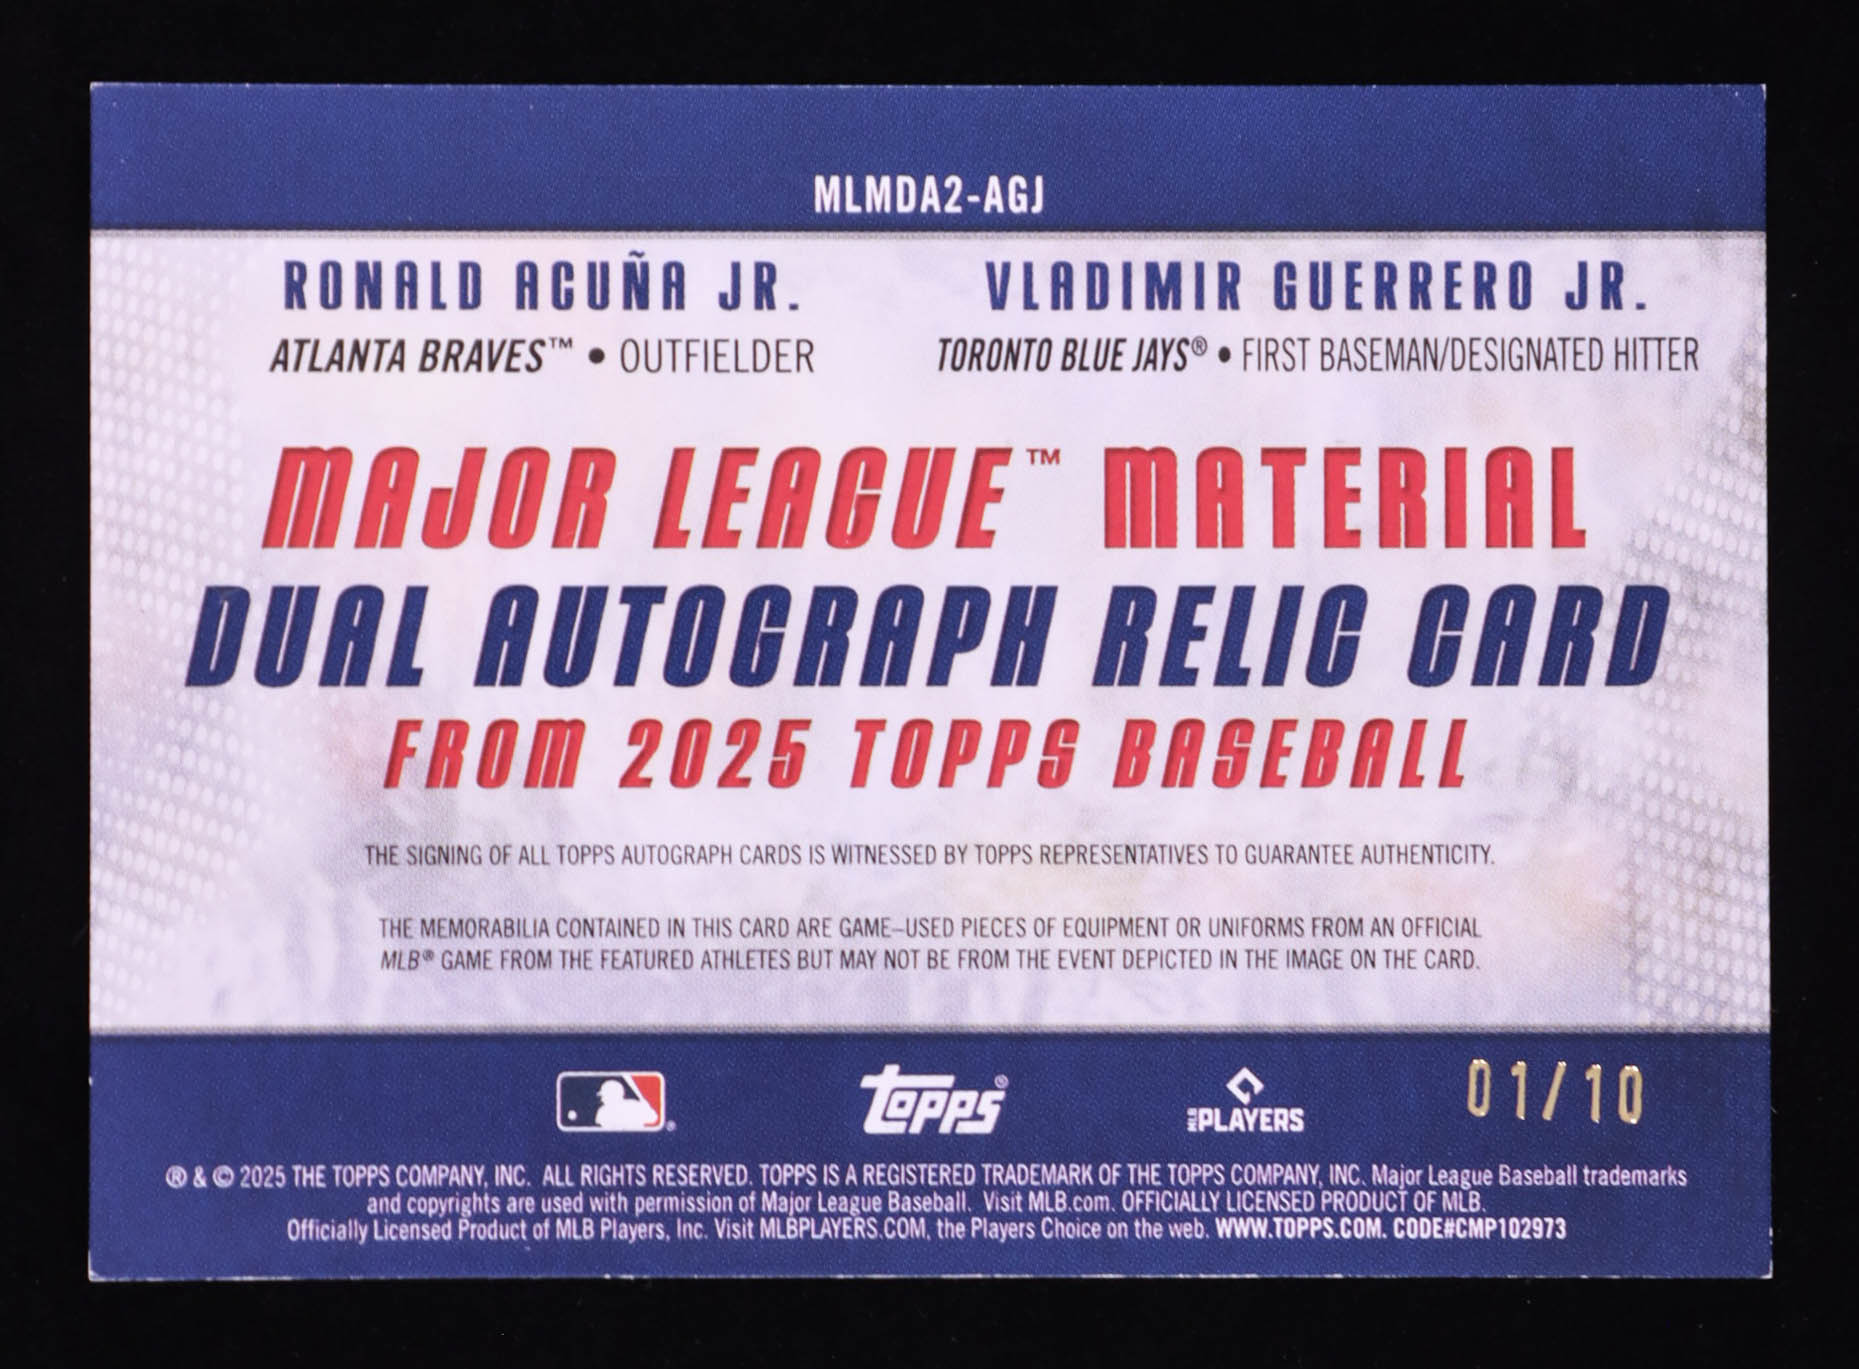 MLMDA2-AGJ
RONALD ACUÑA JR.
ATLANTA BRAVES™ • OUTFIELDER
VLADIMIR GUERRERO JR.
TORONTO BLUE JAYS® • FIRST BASEMAN/DESIGNATED HITTER
MAJOR LEAGUE™ MATERIAL
DUAL AUTOGRAPH RELIC CARD
FROM 2025 TOPPS BASEBALL
THE SIGNING OF ALL TOPPS AUTOGRAPH CARDS IS WITNESSED BY TOPPS REPRESENTATIVES TO GUARANTEE AUTHENTICITY.
THE MEMORABILIA CONTAINED IN THIS CARD ARE GAME–USED PIECES OF EQUIPMENT OR UNIFORMS FROM AN OFFICIAL
MLB® GAME FROM THE FEATURED ATHLETES BUT MAY NOT BE FROM THE EVENT DEPICTED IN THE IMAGE ON THE CARD.
®
Topps®
MLB PLAYERS
01/10
® & © 2025 THE TOPPS COMPANY, INC. ALL RIGHTS RESERVED. TOPPS IS A REGISTERED TRADEMARK OF THE TOPPS COMPANY, INC. Major League Baseball trademarks
and copyrights are used with permission of Major League Baseball. Visit MLB.com. OFFICIALLY LICENSED PRODUCT OF MLB.
Officially Licensed Product of MLB Players, Inc. Visit MLBPLAYERS.COM, the Players Choice on the web. WWW.TOPPS.COM. CODE#CMP102973